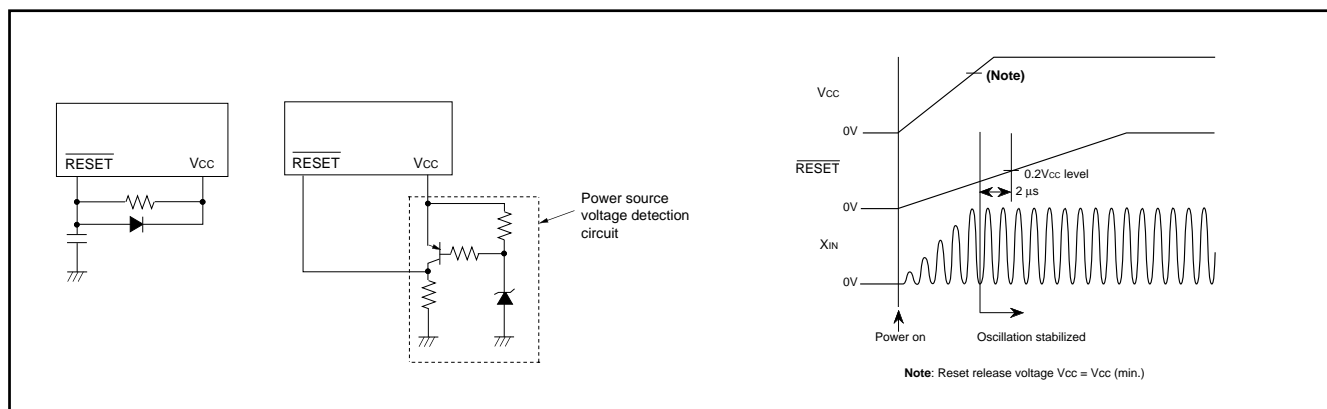 RESET
VCC
RESET
VCC
Power source
voltage detection
circuit
VCC
(Note)
0V
RESET
0.2VCC level
2 μs
0V
XIN
0V
Power on
Oscillation stabilized
Note: Reset release voltage VCC = VCC (min.)